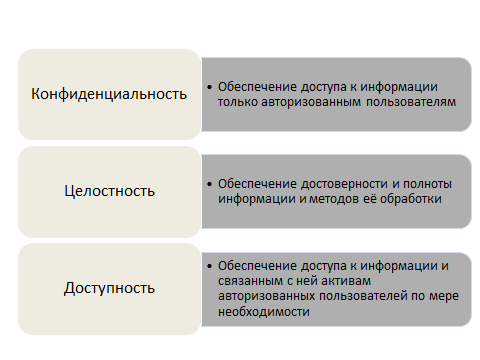 Конфиденциальность
• Обеспечение доступа к информации
только авторизованным пользователям
Целостность
• Обеспечение достоверности и полноты
информации и методов её обработки
Доступность
• Обеспечение доступа к информации и
связанным с ней активам
авторизованных пользователей по мере
необходимости